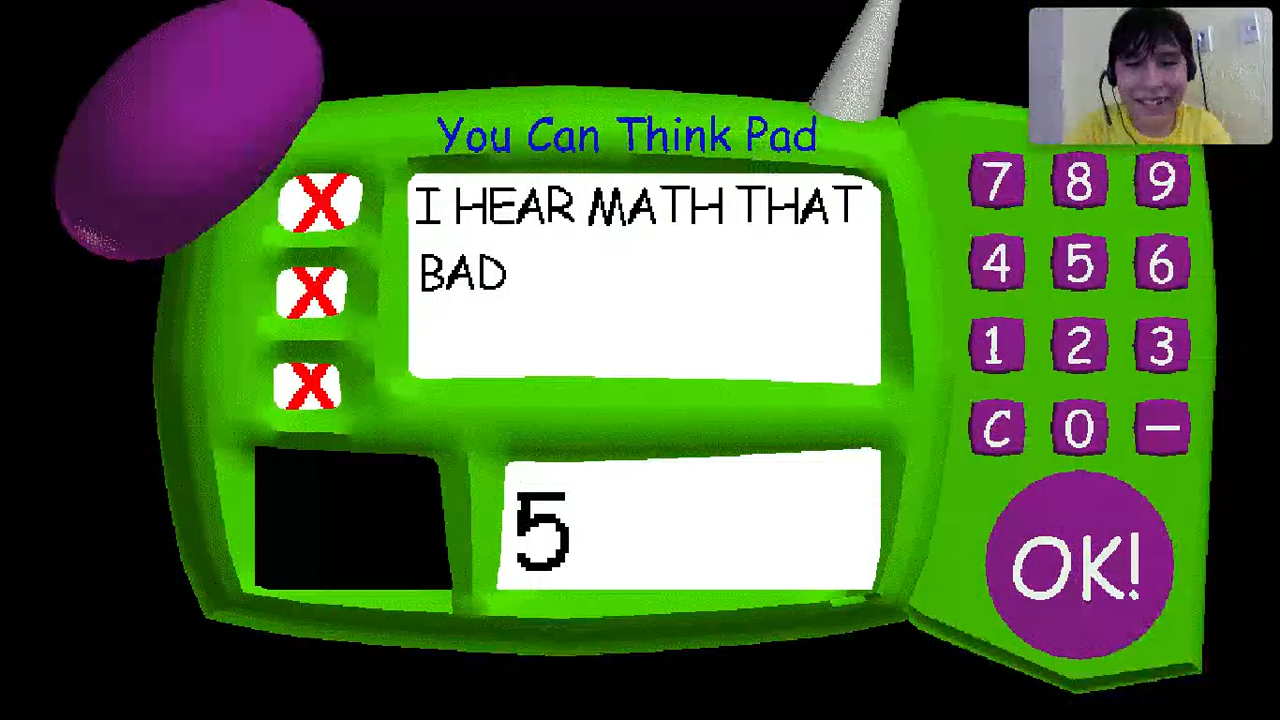 You Can Think Pad
X
X
X
I HEAR MATH THAT
BAD
5
7 8 9
4 5 6
1 2 3
C 0 –
OK!